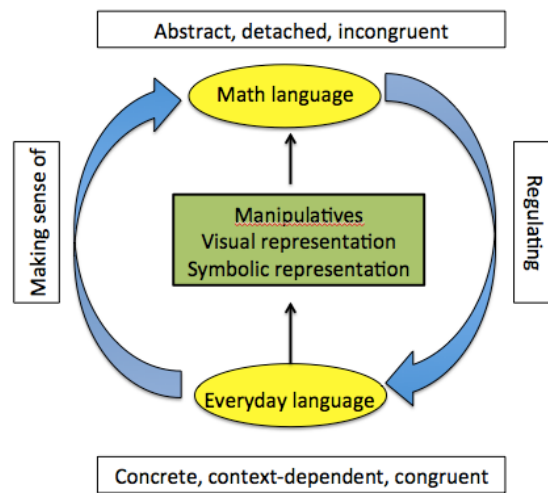 Abstract, detached, incongruent
Math language
Making sense of
Manipulatives
Visual representation
Symbolic representation
Regulating
Everyday language
Concrete, context-dependent, congruent